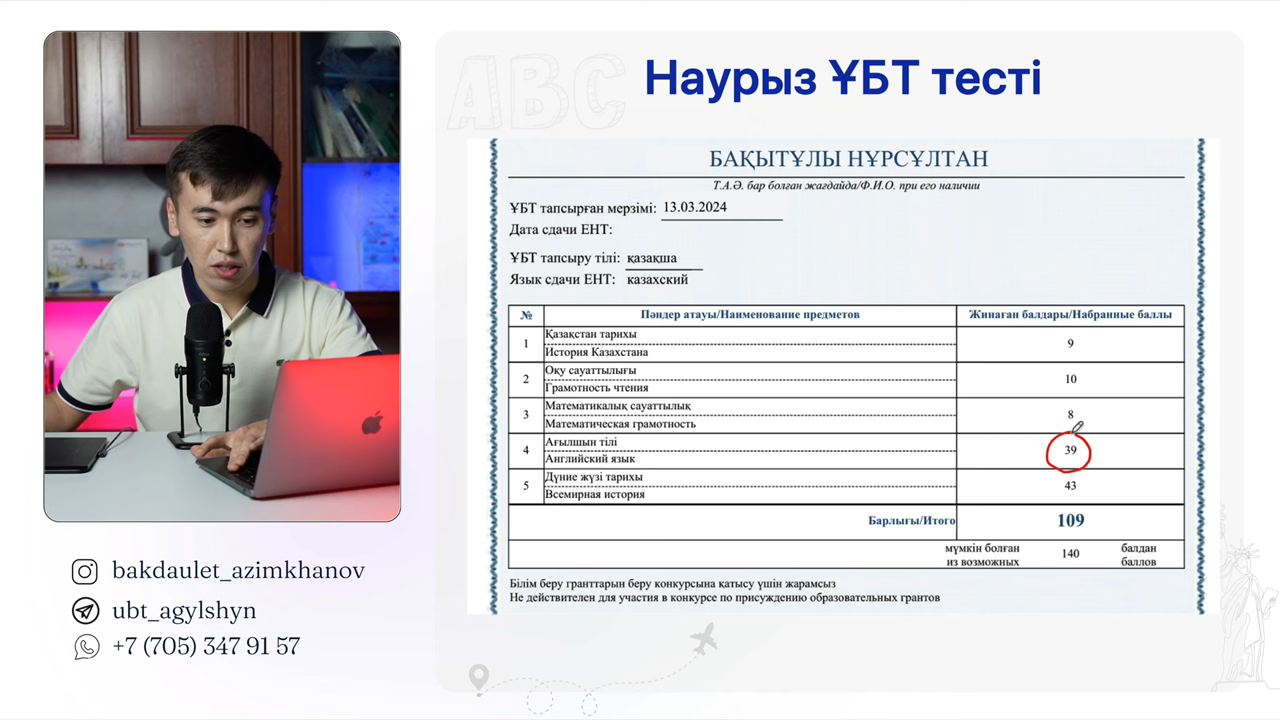 ABC
Наурыз ҰБТ тесті
БАҚЫТҰЛЫ НҰРСҰЛТАН
Т.А.Ә. бар болған жағдайда/Ф.И.О. при его наличии
ҰБТ тапсырған мерзімі: 13.03.2024
Дата сдачи ЕНТ:
ҰБТ тапсыру тілі: қазақша
Язык сдачи ЕНТ: казахский
№ Пәндер атауы/Наименование предметов Жинаған балдары/Набранные баллы
1 Қазақстан тарихы 9
История Казахстана
2 Оқу сауаттылығы 10
Грамотность чтения
3 Математикалық сауаттылық 8
Математическая грамотность
4 Ағылшын тілі 39
Английский язык
5 Дүние жүзі тарихы 43
Всемирная история
Барлығы/Итого 109
мүмкін болған 140 балдан
из возможных баллов
Білім беру гранттарын беру конкурсына қатысу үшін жарамсыз
Не действителен для участия в конкурсе по присуждению образовательных грантов
bakdaulet_azimkhanov
ubt_agylshyn
+7 (705) 347 91 57